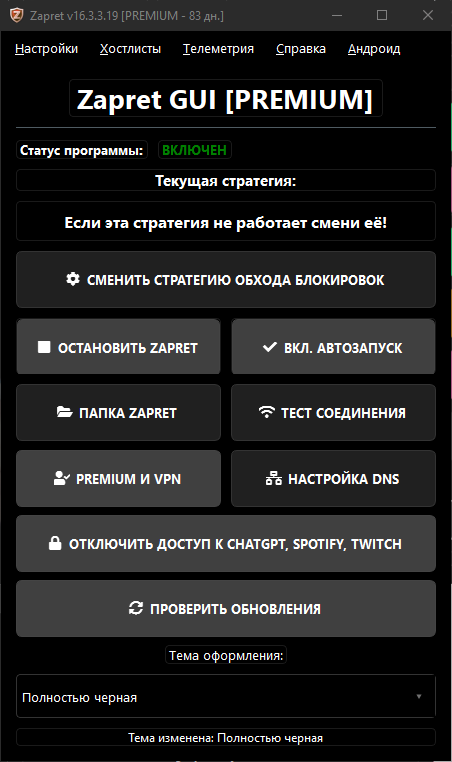 Zapret v16.3.3.19 [PREMIUM - 83 дн.]
Настройки Хостлисты Телеметрия Справка Андроид
Zapret GUI [PREMIUM]
Статус программы: ВКЛЮЧЕН
Текущая стратегия:
Если эта стратегия не работает смени её!
СМЕНИТЬ СТРАТЕГИЮ ОБХОДА БЛОКИРОВОК
ОСТАНОВИТЬ ZAPRET ВКЛ. АВТОЗАПУСК
ПАПКА ZAPRET ТЕСТ СОЕДИНЕНИЯ
PREMIUM И VPN НАСТРОЙКА DNS
ОТКЛЮЧИТЬ ДОСТУП К CHATGPT, SPOTIFY, TWITCH
ПРОВЕРИТЬ ОБНОВЛЕНИЯ
Тема оформления:
Полностью черная
Тема изменена: Полностью черная